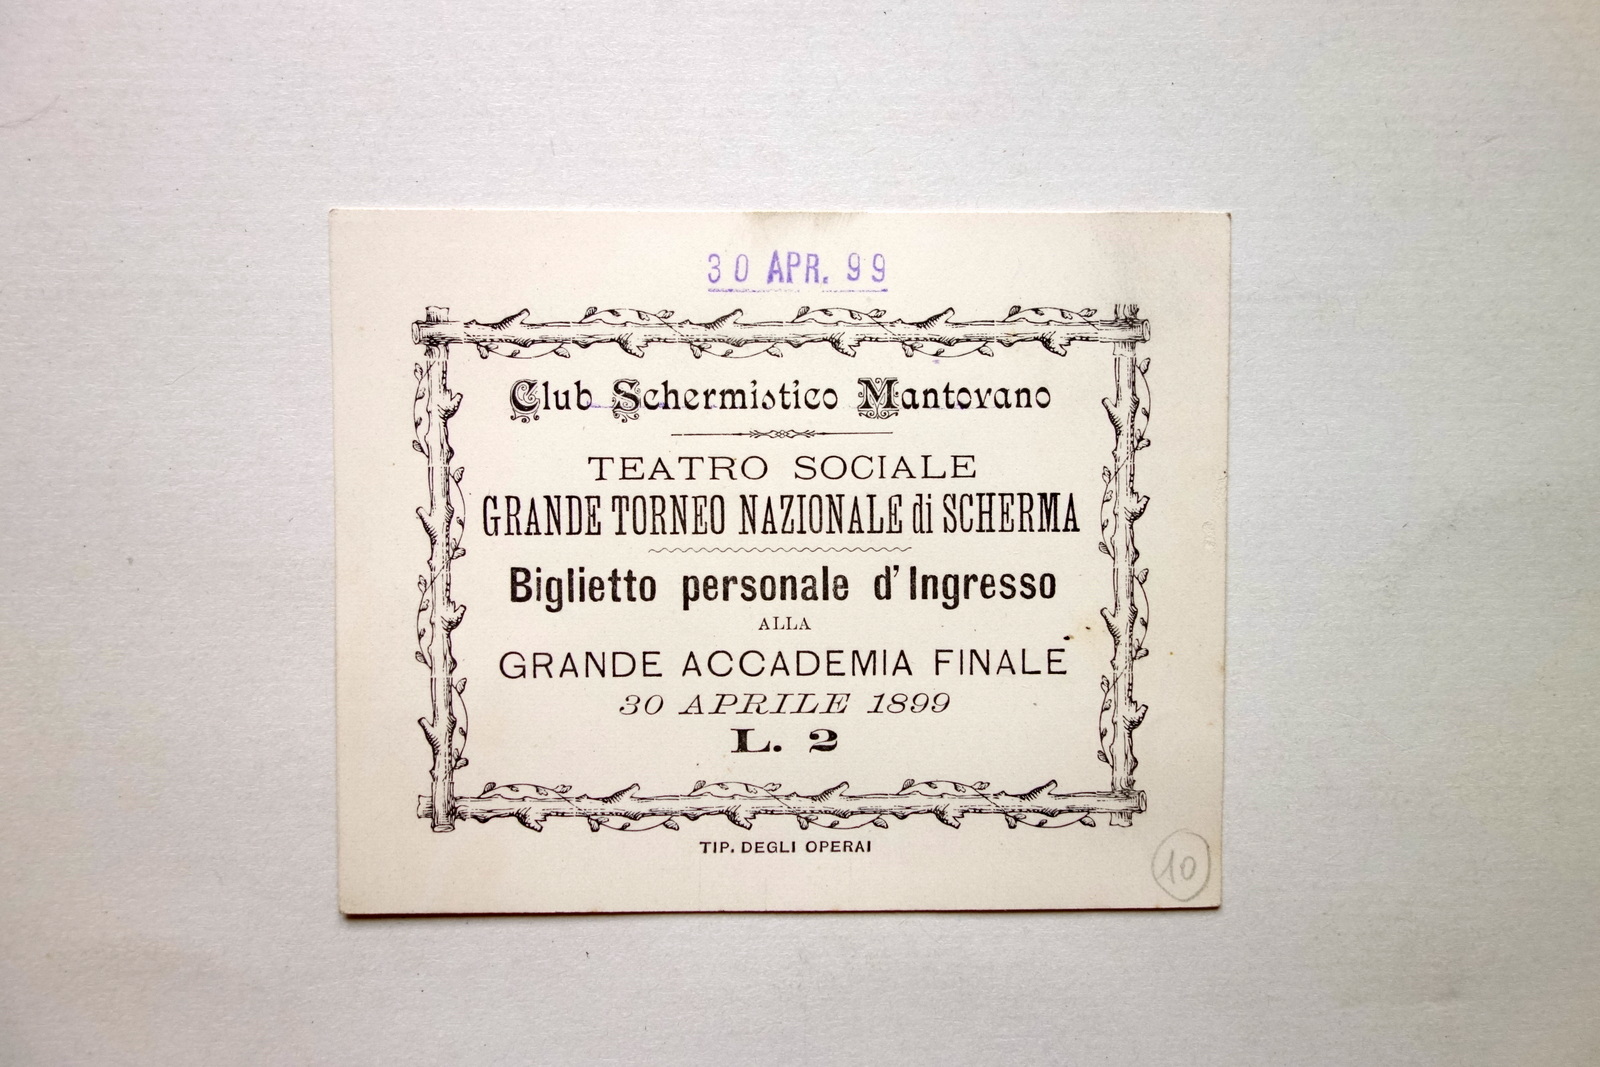 30 APR. 99
Club Schermistico Mantovano
TEATRO SOCIALE
GRANDE TORNEO NAZIONALE di SCHERMA
Biglietto personale d'Ingresso
ALLA
GRANDE ACCADEMIA FINALE
30 APRILE 1899
L. 2
TIP. DEGLI OPERAI
10